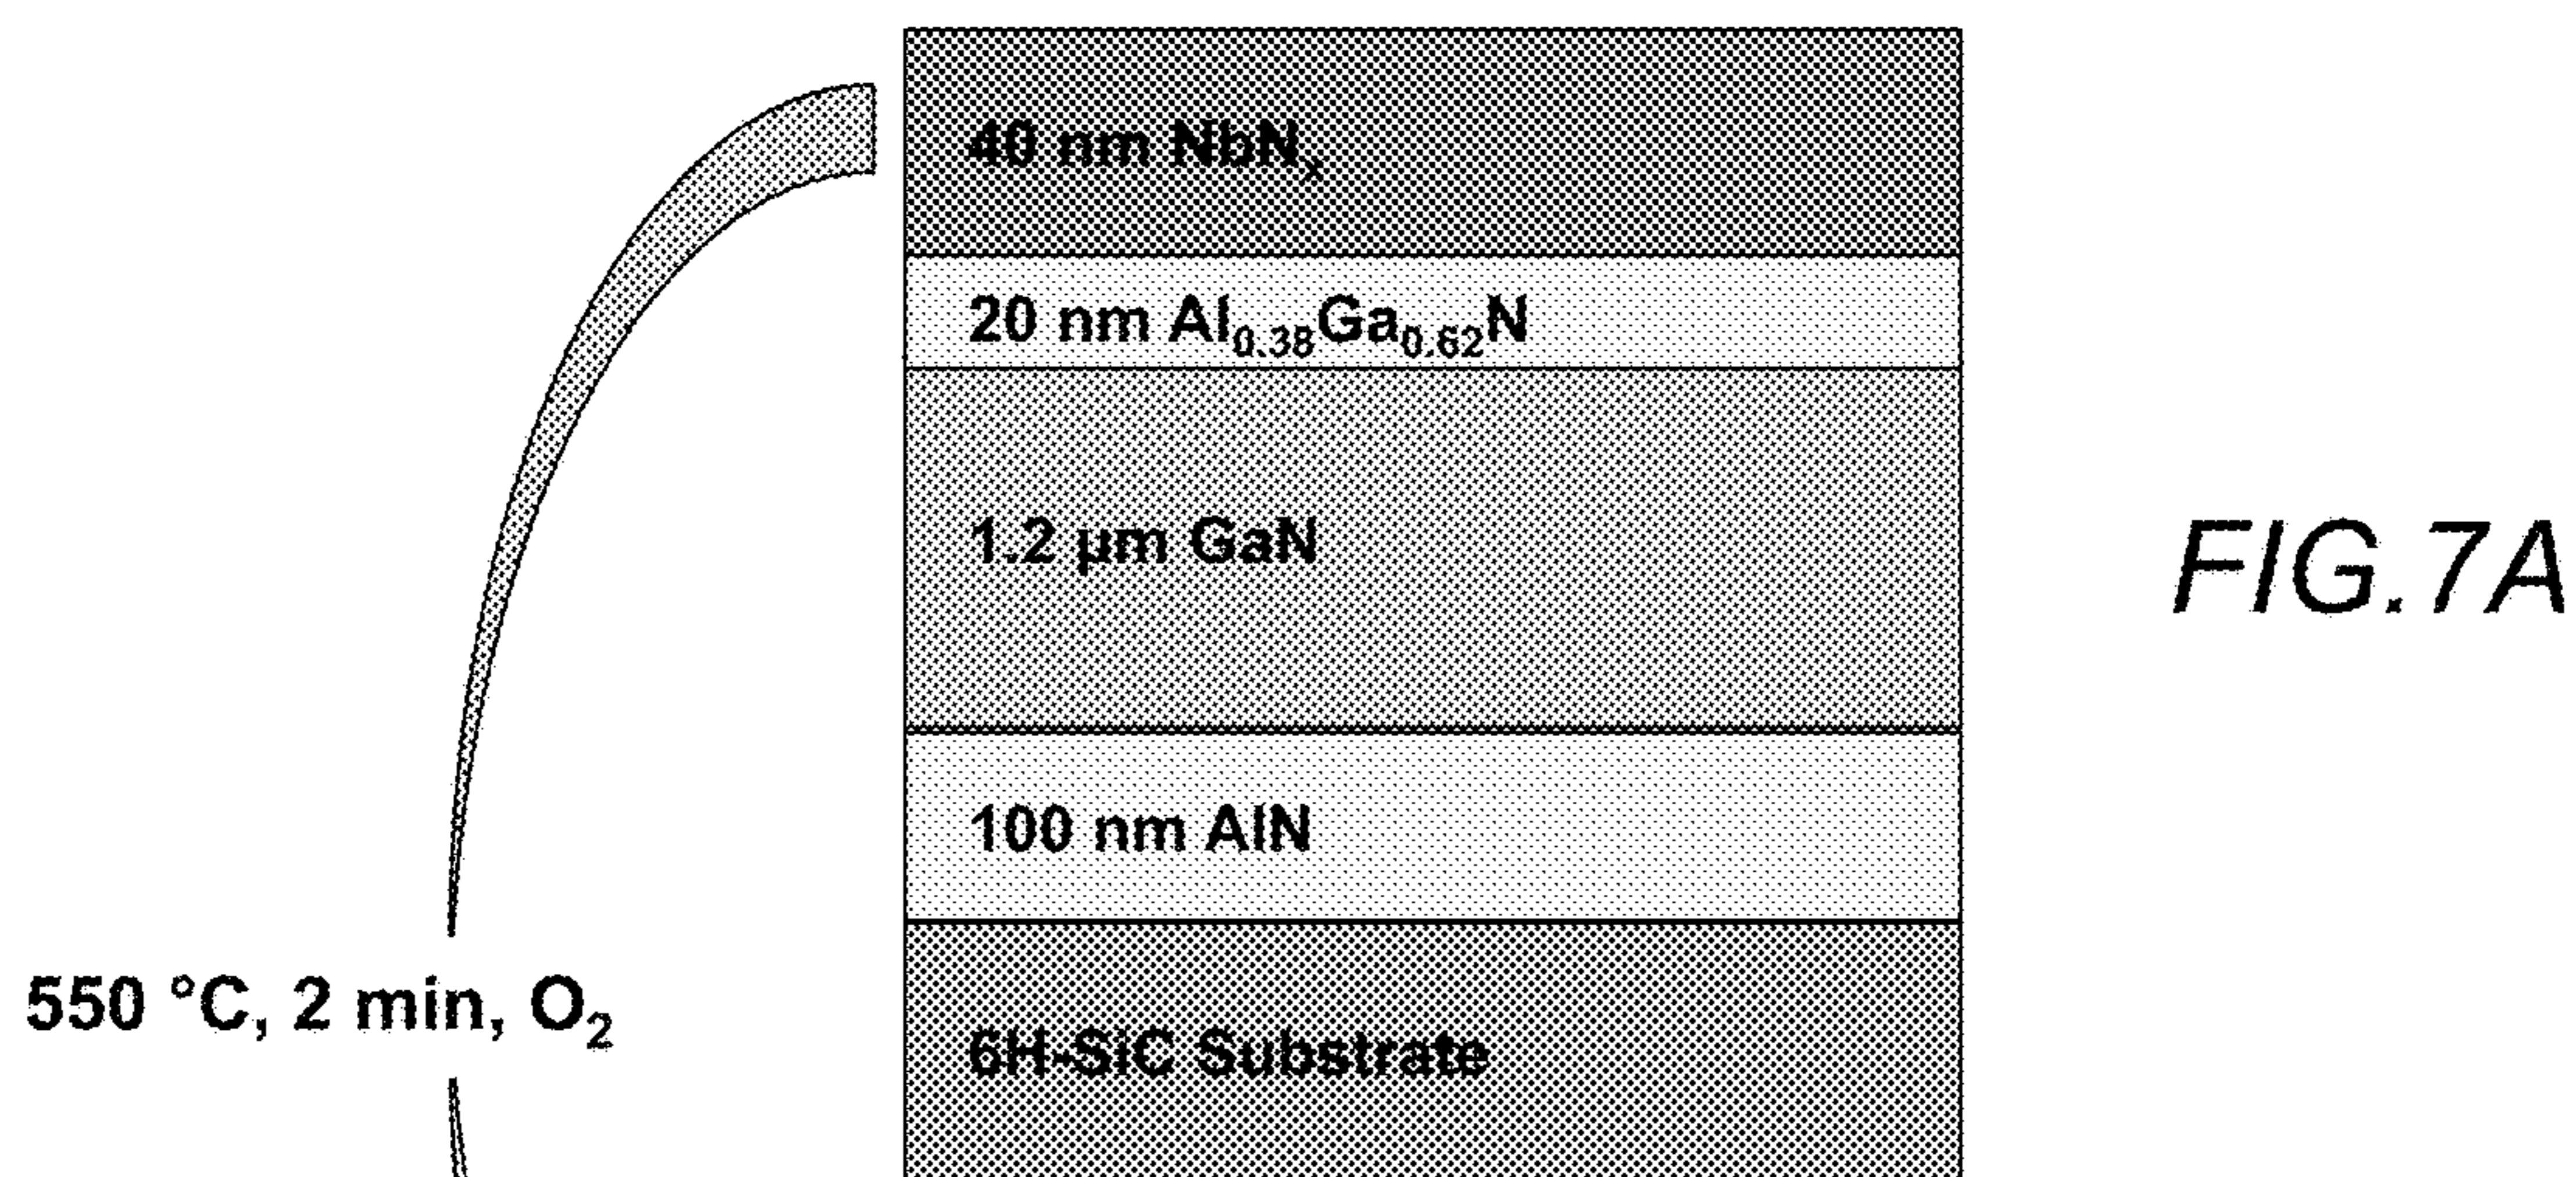 40 nm NbNₓ
20 nm Al₀.₃₈Ga₀.₆₂N
1.2 µm GaN
FIG.7A
100 nm AlN
550 °C, 2 min, O₂
6H-SiC Substrate